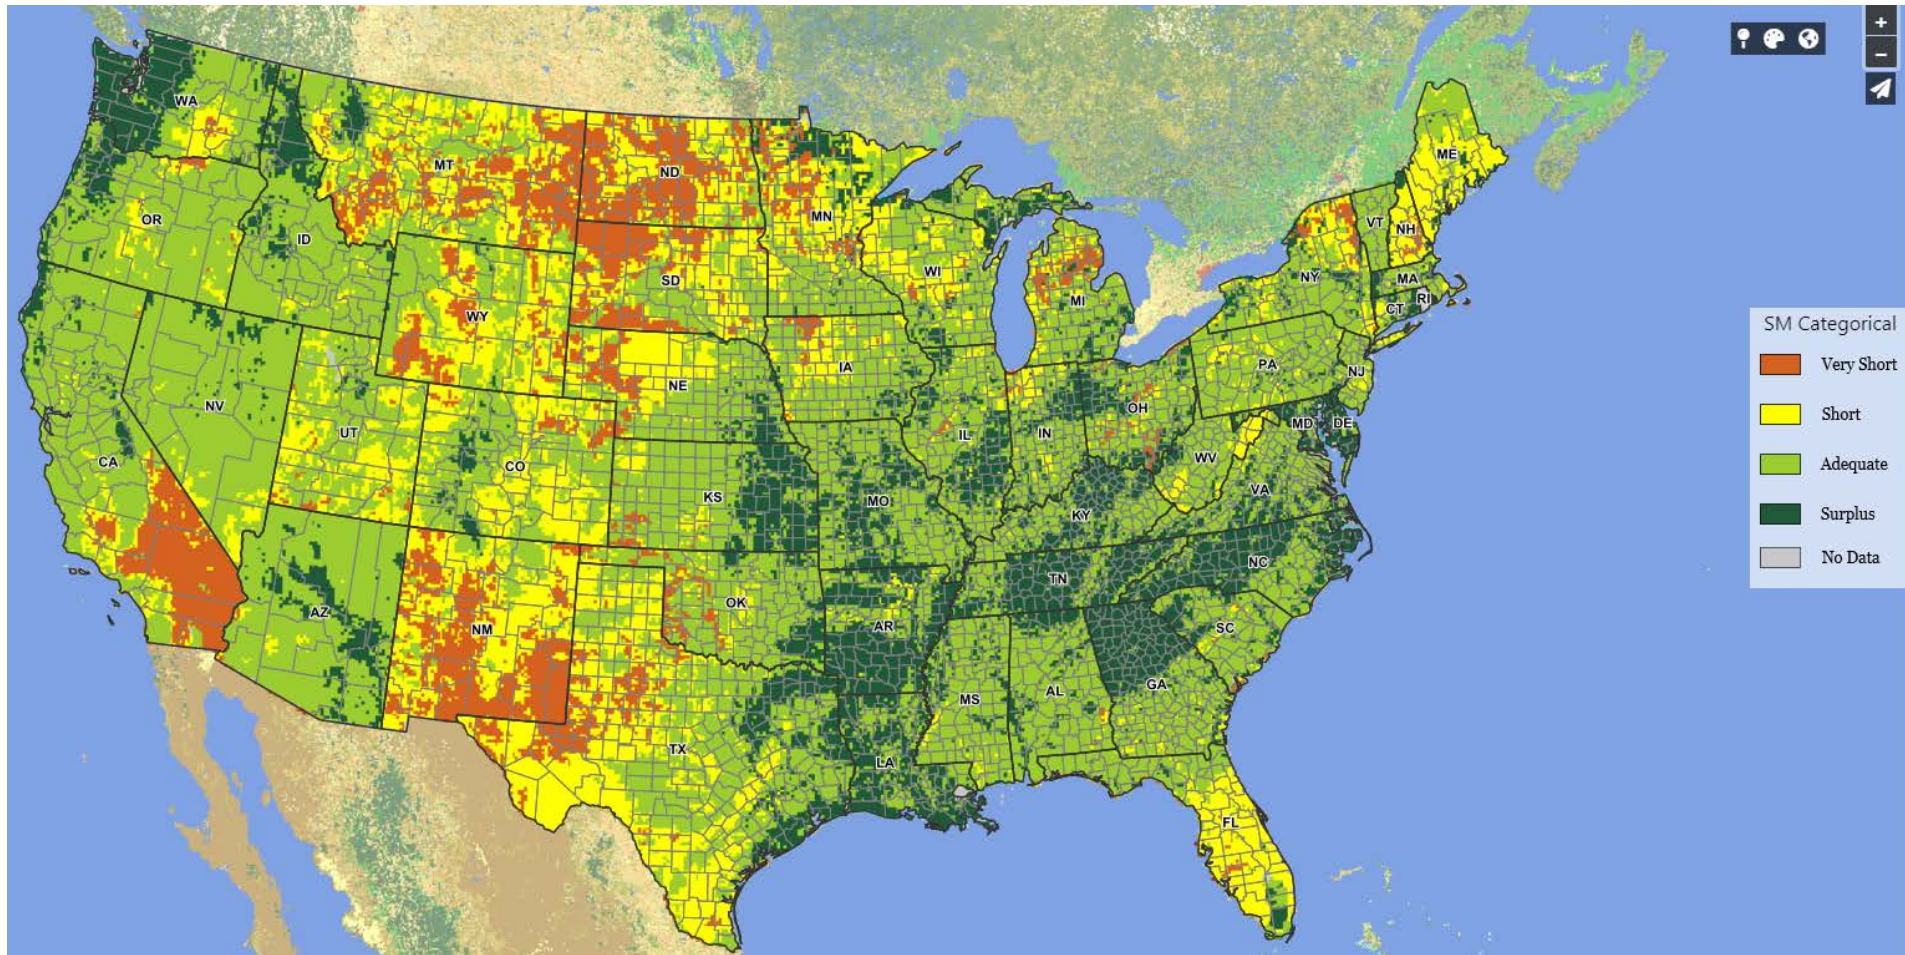 +
−
WA
MT
ND
MN
ME
OR
ID
VT
NH
WI
SD
NY
MA
MI
CT
RI
WY
SM Categorical
Very Short
IA
PA
NJ
NE
NV
OH
Short
UT
MD
DE
IL
IN
CA
CO
WV
Adequate
KS
MO
VA
KY
Surplus
NC
No Data
TN
OK
AZ
NM
AR
SC
MS
AL
GA
TX
LA
FL